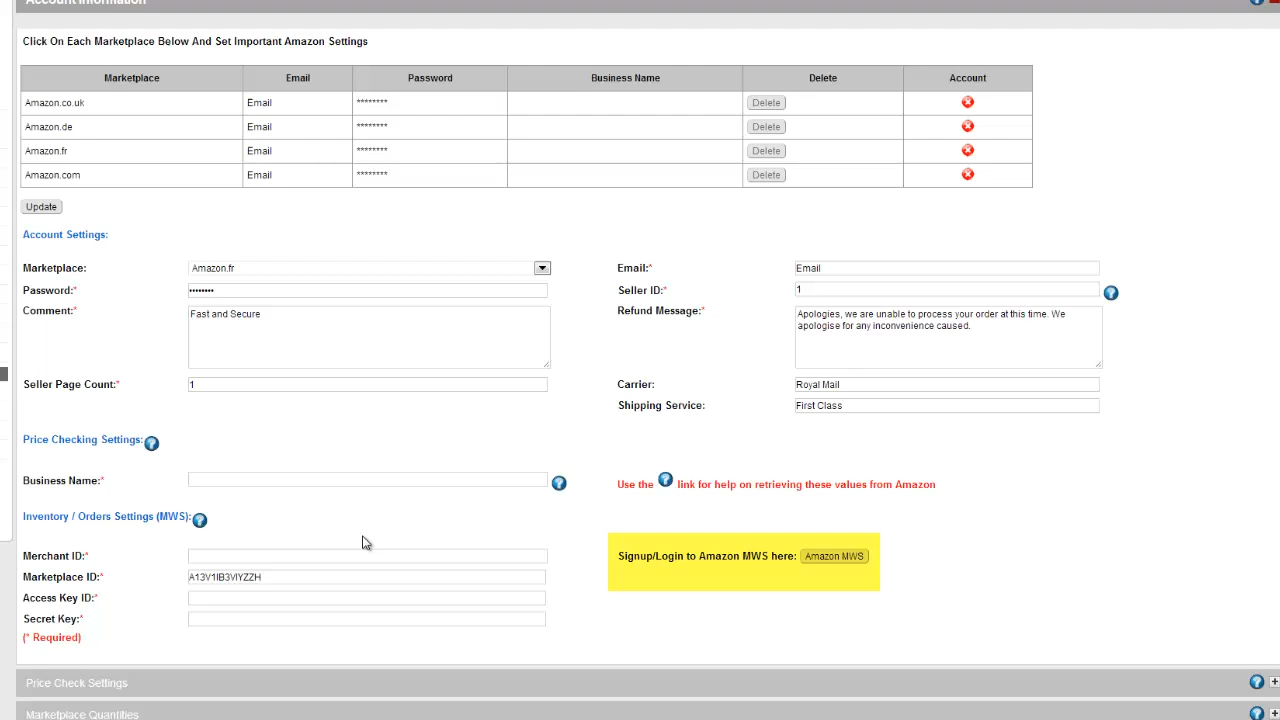 Account Information
Click On Each Marketplace Below And Set Important Amazon Settings
Marketplace Email Password Business Name Delete Account
Amazon.co.uk Email ******** Delete
Amazon.de Email ******** Delete
Amazon.fr Email ******** Delete
Amazon.com Email ******** Delete
Update
Account Settings:
Marketplace: Amazon.fr Email:* Email
Password:* •••••••• Seller ID:* 1
Comment:* Fast and Secure Refund Message:* Apologies, we are unable to process your order at this time. We
apologise for any inconvenience caused.
Seller Page Count:* 1 Carrier: Royal Mail
Shipping Service: First Class
Price Checking Settings:
Business Name:* Use the ? link for help on retrieving these values from Amazon
Inventory / Orders Settings (MWS):
Merchant ID:* Signup/Login to Amazon MWS here: Amazon MWS
Marketplace ID:* A13V1IB3VIYZZH
Access Key ID:*
Secret Key:*
(* Required)
Price Check Settings
Marketplace Quantities